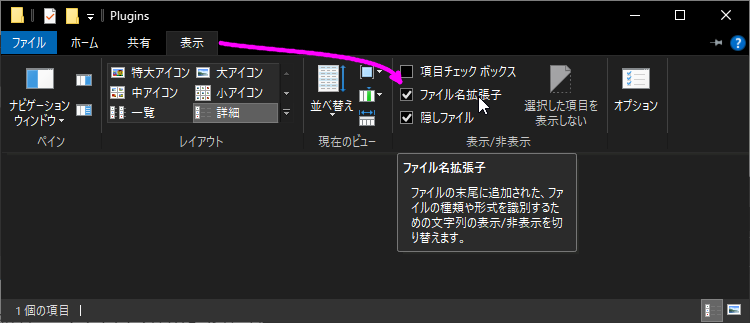 Plugins
ファイル ホーム 共有 表示
ナビゲーション
ウィンドウ
ペイン
特大アイコン 大アイコン
中アイコン 小アイコン
一覧 詳細
レイアウト
並べ替え
現在のビュー
項目チェック ボックス
ファイル名拡張子
隠しファイル
選択した項目を
表示しない
表示/非表示
オプション
ファイル名拡張子
ファイルの末尾に追加された、ファ
イルの種類や形式を識別するた
めの文字列の表示/非表示を切
り替えます。
1 個の項目